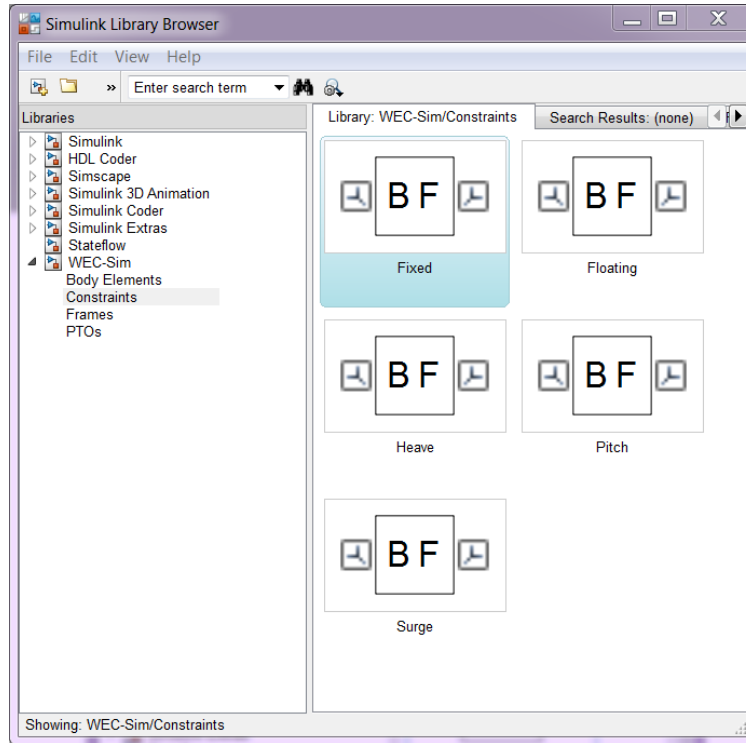 Simulink Library Browser
File Edit View Help
» Enter search term
Libraries
Simulink
HDL Coder
Simscape
Simulink 3D Animation
Simulink Coder
Simulink Extras
Stateflow
WEC-Sim
Body Elements
Constraints
Frames
PTOs
Library: WEC-Sim/Constraints Search Results: (none)
B F B F
Fixed Floating
B F B F
Heave Pitch
B F
Surge
Showing: WEC-Sim/Constraints